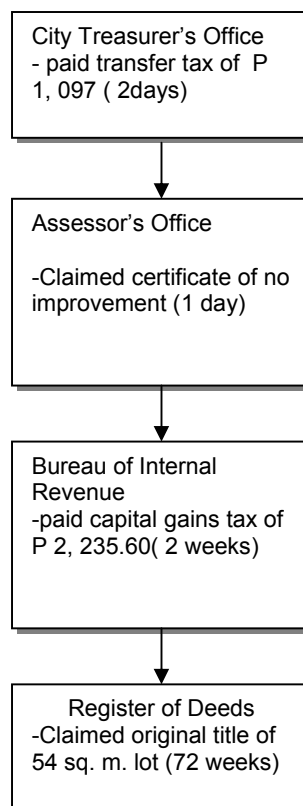 City Treasurer’s Office
- paid transfer tax of P
1, 097 ( 2days)
Assessor’s Office
-Claimed certificate of no
improvement (1 day)
Bureau of Internal
Revenue
-paid capital gains tax of
P 2, 235.60( 2 weeks)
Register of Deeds
-Claimed original title of
54 sq. m. lot (72 weeks)